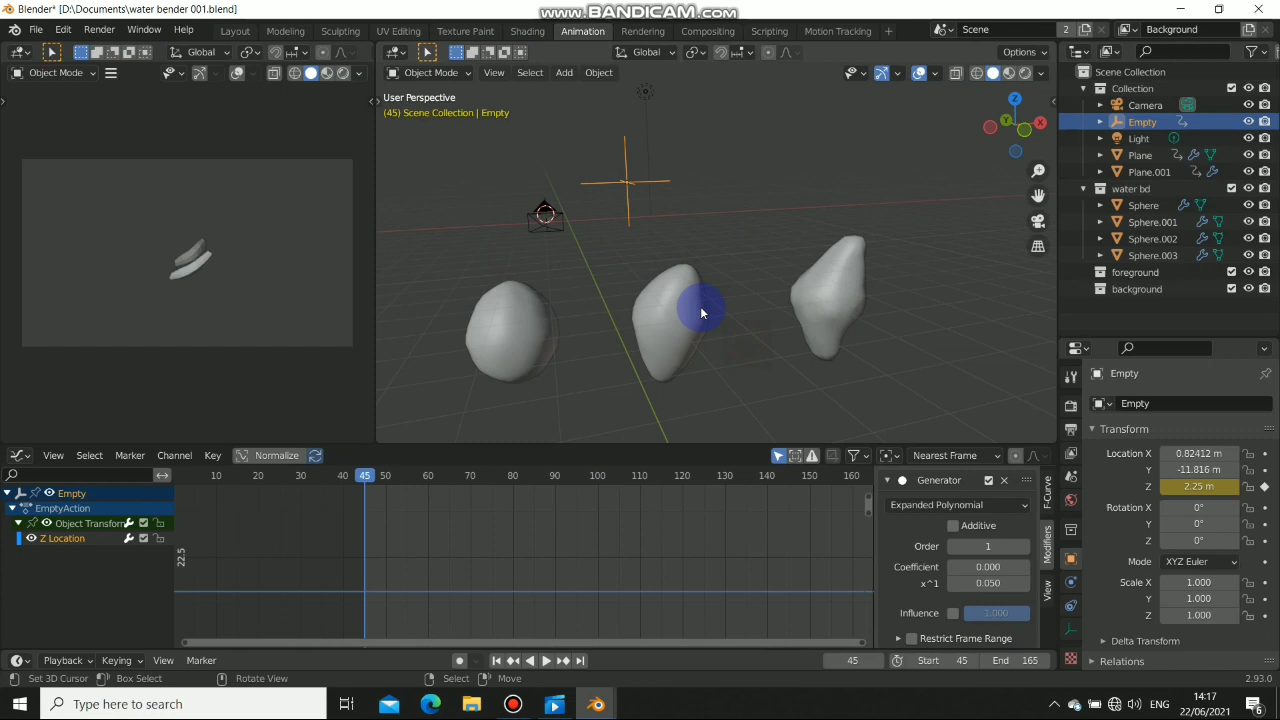 Blender* [D:\Documents\water bender 001.blend]
www.BANDICAM.com
File Edit Render Window Help
Layout Modeling Sculpting UV Editing Texture Paint Shading Animation Rendering Compositing Scripting Motion Tracking +
Scene 2 Background
Global
Global Options
Object Mode
Object Mode View Select Add Object
User Perspective
(45) Scene Collection | Empty
Z
X
Y
Scene Collection
Collection
Camera
Empty
Light
Plane
Plane.001
water bd
Sphere
Sphere.001
Sphere.002
Sphere.003
foreground
background
Empty
Empty
Transform
Location X 0.82412 m
Y -11.816 m
Z 2.25 m
Rotation X 0°
Y 0°
Z 0°
Mode XYZ Euler
Scale X 1.000
Y 1.000
Z 1.000
Delta Transform
Relations
View Select Marker Channel Key Normalize Nearest Frame
10 20 30 40 45 50 60 70 80 90 100 110 120 130 140 150 160
Empty
EmptyAction
Object Transform
Z Location
22.5
Generator
Expanded Polynomial
Additive
Order 1
Coefficient 0.000
x^1 0.050
Influence 1.000
Restrict Frame Range
F-Curve
Modifiers
View
Playback Keying View Marker 45 Start 45 End 165
Set 3D Cursor Box Select Rotate View Select Move 2.93.0
Type here to search
ENG
14:17
22/06/2021
6